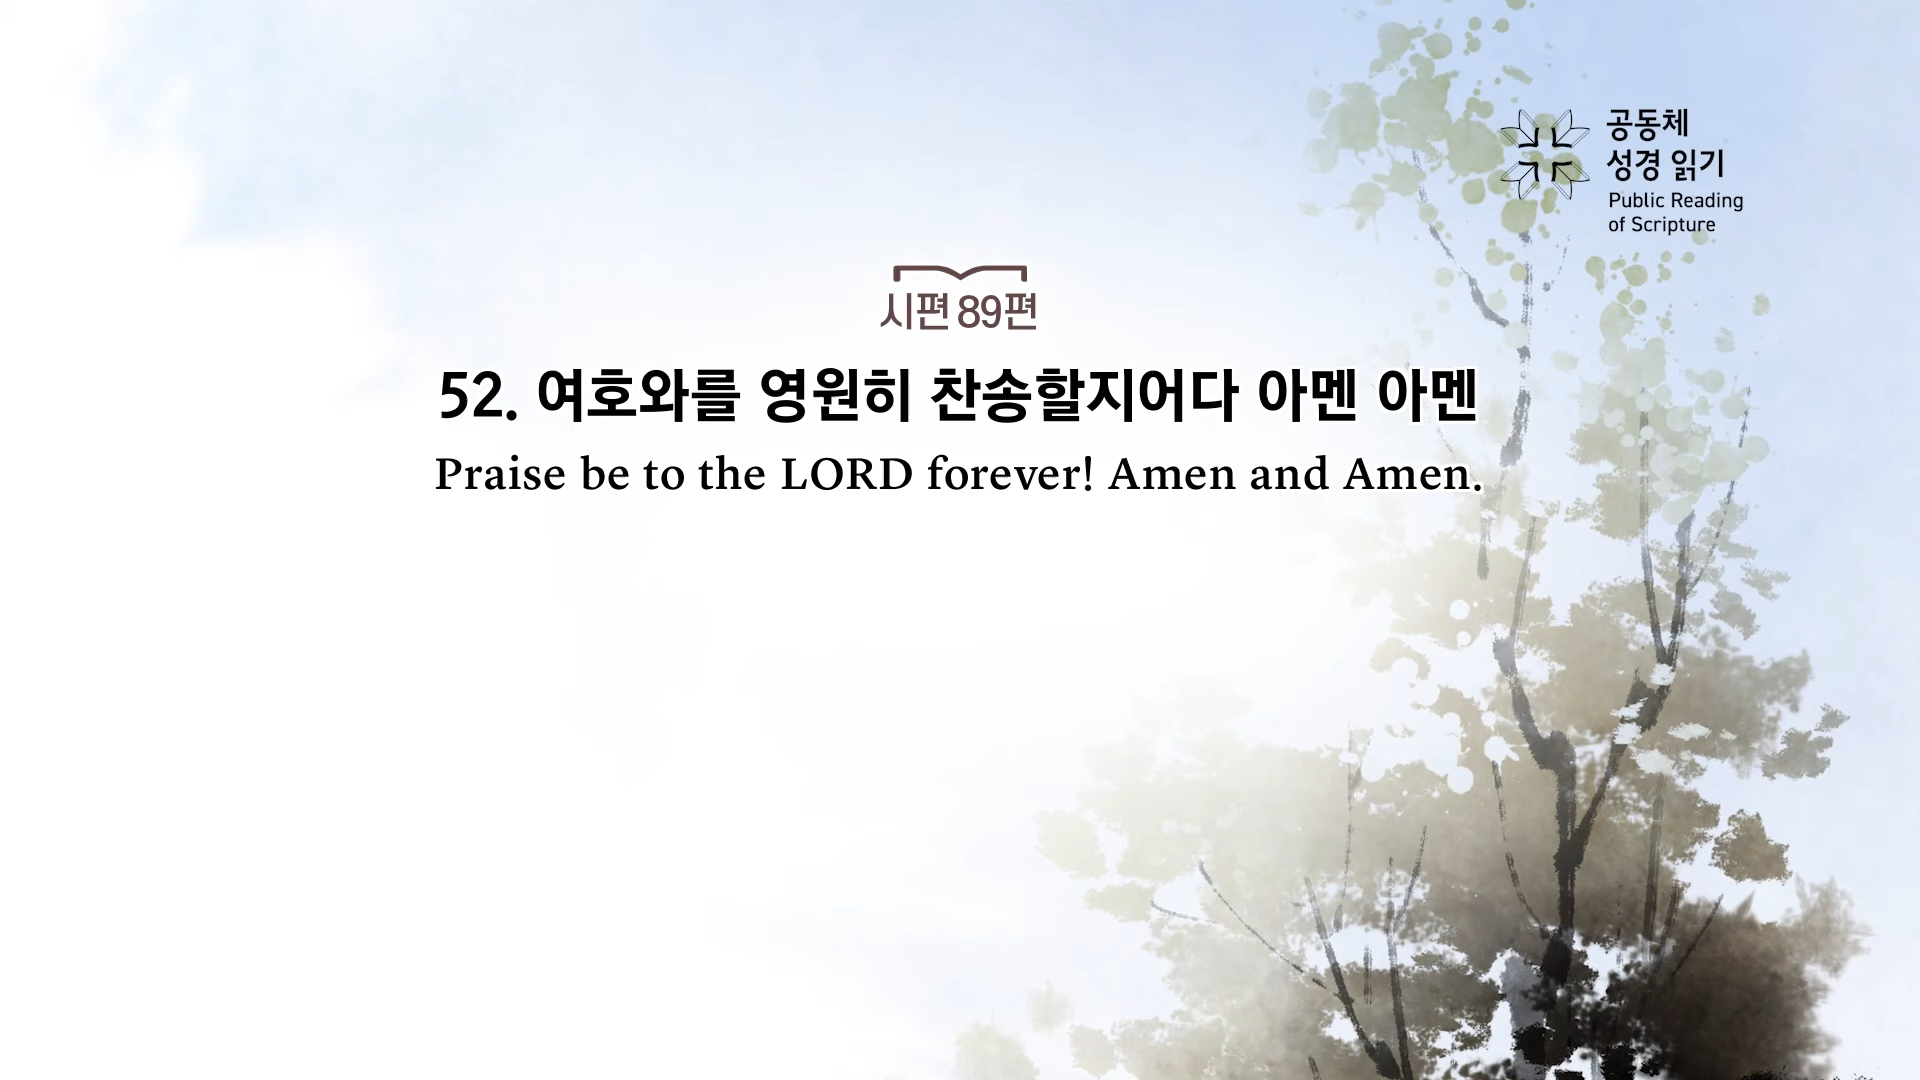 공동체
성경 읽기
Public Reading
of Scripture
시편 89편
52. 여호와를 영원히 찬송할지어다 아멘 아멘
Praise be to the LORD forever! Amen and Amen.